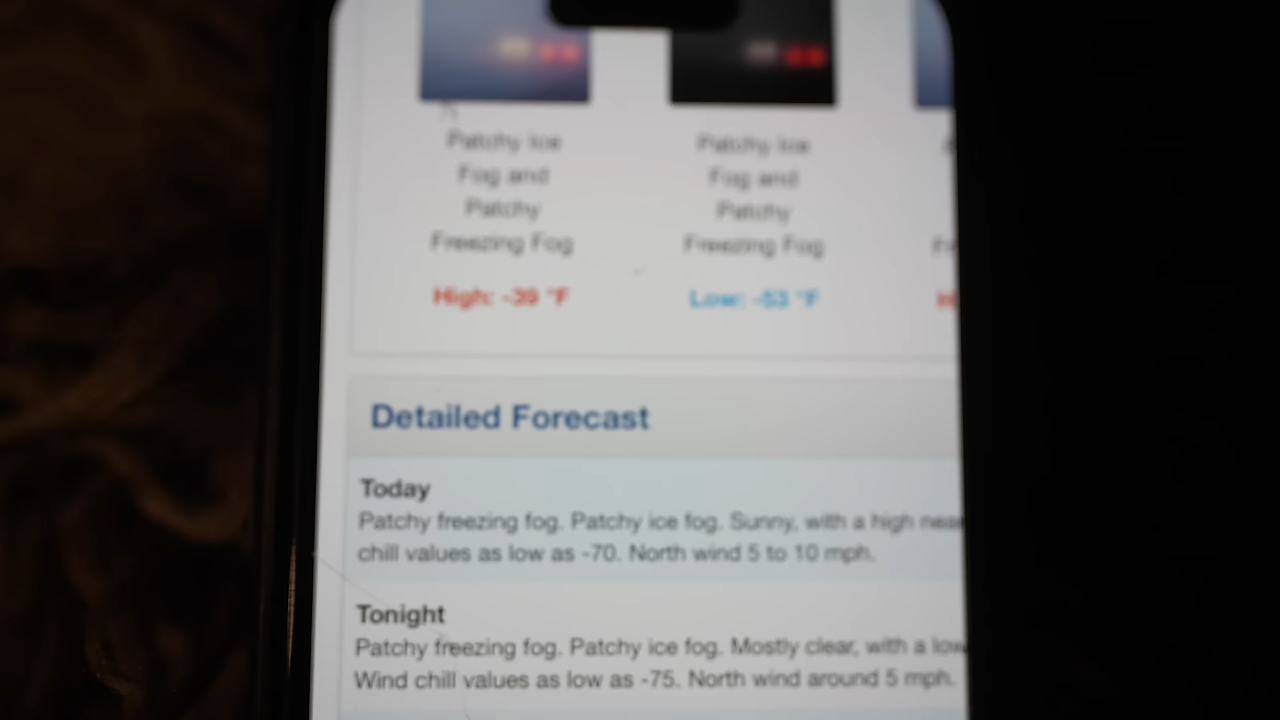 Patchy Ice
Fog and
Patchy
Freezing Fog
High: -39 °F
Patchy Ice
Fog and
Patchy
Freezing Fog
Low: -53 °F
Detailed Forecast
Today
Patchy freezing fog. Patchy ice fog. Sunny, with a high near
chill values as low as -70. North wind 5 to 10 mph.
Tonight
Patchy freezing fog. Patchy ice fog. Mostly clear, with a low
Wind chill values as low as -75. North wind around 5 mph.